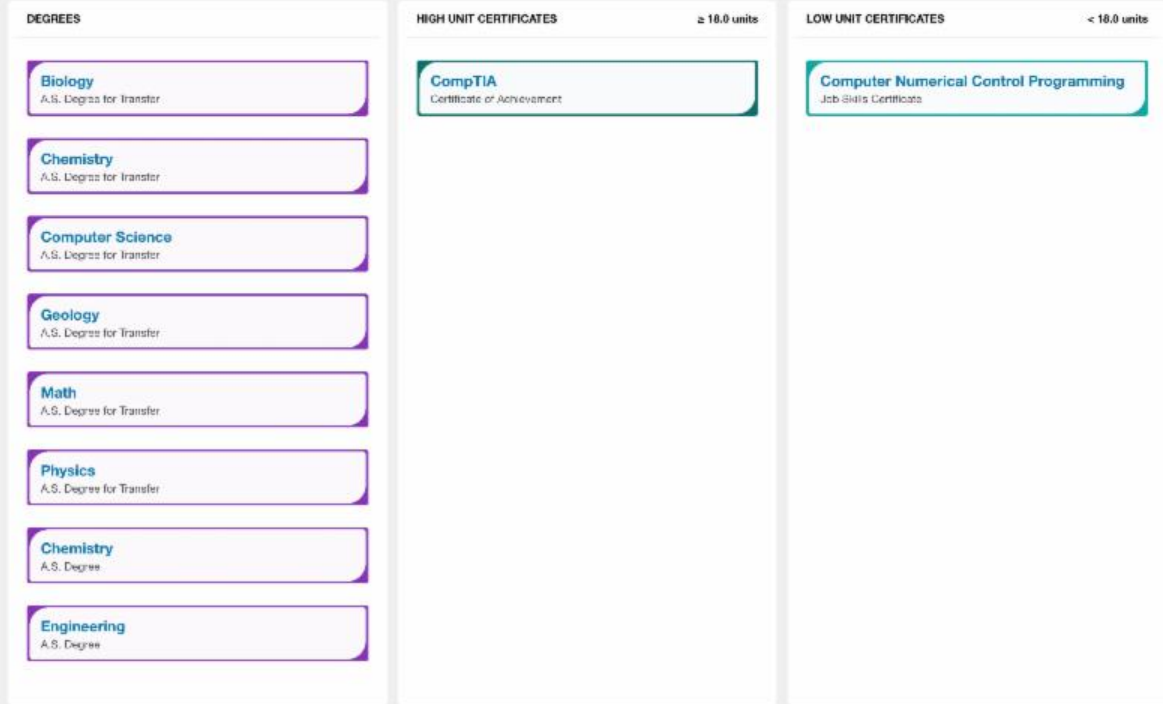 DEGREES
Biology
A.S. Degree for Transfer
Chemistry
A.S. Degree for Transfer
Computer Science
A.S. Degree for Transfer
Geology
A.S. Degree for Transfer
Math
A.S. Degree for Transfer
Physics
A.S. Degree for Transfer
Chemistry
A.S. Degree
Engineering
A.S. Degree
HIGH UNIT CERTIFICATES ≥ 18.0 units
CompTIA
Certificate of Achievement
LOW UNIT CERTIFICATES < 18.0 units
Computer Numerical Control Programming
Job Skills Certificate